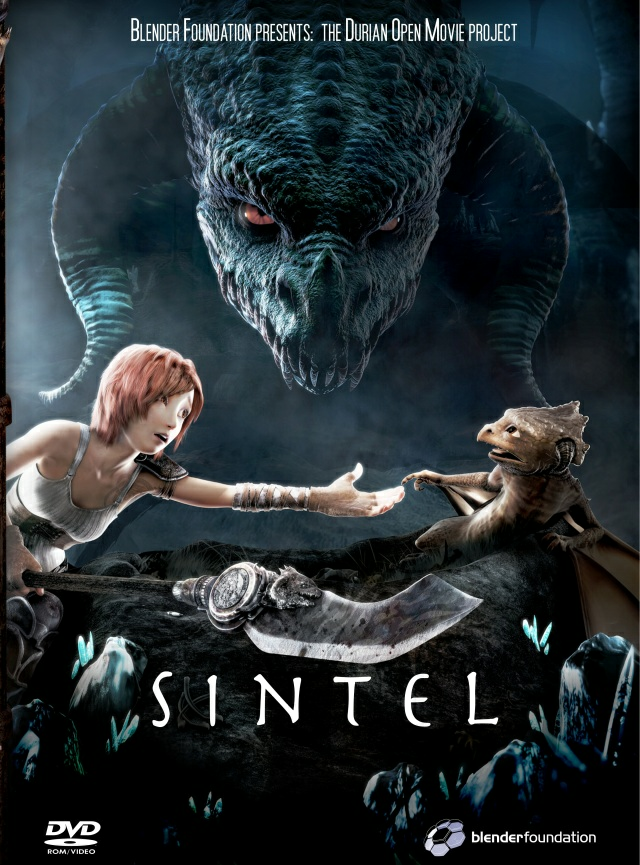 Blender Foundation presents: the Durian Open Movie project
SINTEL
DVD
ROM/VIDEO
blenderfoundation